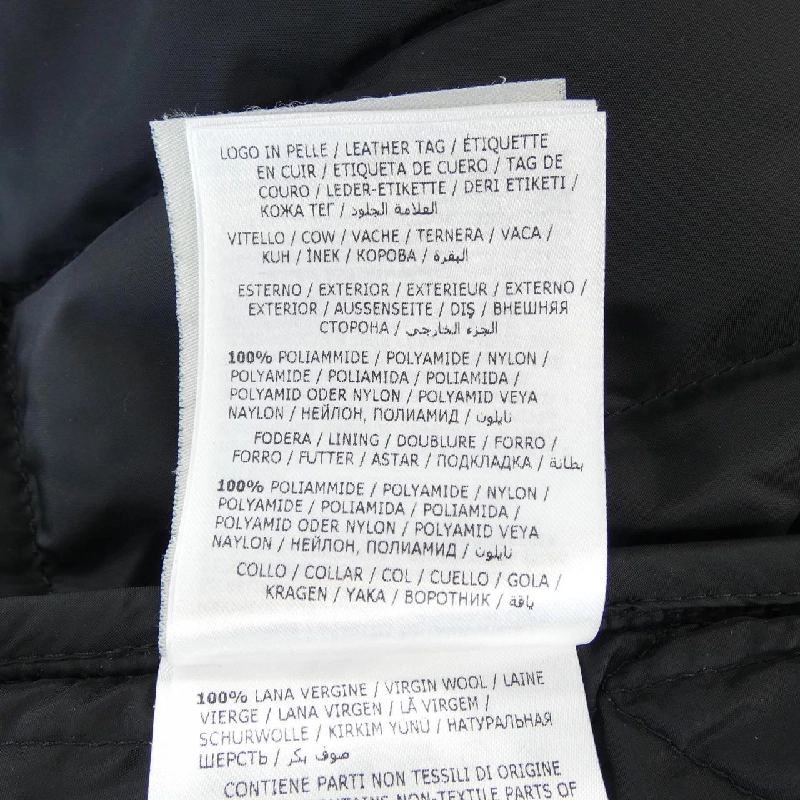 LOGO IN PELLE / LEATHER TAG / ÉTIQUETTE
EN CUIR / ETIQUETA DE CUERO / TAG DE
COURO / LEDER-ETIKETTE / DERI ETIKETI /
КОЖА ТЕГ / العلامة الجلود
VITELLO / COW / VACHE / TERNERA / VACA /
KUH / İNEK / КОРОВА / البقرة
ESTERNO / EXTERIOR / EXTERIEUR / EXTERNO /
EXTERIOR / AUSSENSEITE / DIŞ / ВНЕШНЯЯ
СТОРОНА / الجزء الخارجي
100% POLIAMMIDE / POLYAMIDE / NYLON /
POLYAMIDE / POLIAMIDA / POLIAMIDA /
POLYAMID ODER NYLON / POLYAMID VEYA
NAYLON / НЕЙЛОН, ПОЛИАМИД / نايلون
FODERA / LINING / DOUBLURE / FORRO /
FORRO / FUTTER / ASTAR / ПОДКЛАДКА / بطانة
100% POLIAMMIDE / POLYAMIDE / NYLON /
POLYAMIDE / POLIAMIDA / POLIAMIDA /
POLYAMID ODER NYLON / POLYAMID VEYA
NAYLON / НЕЙЛОН, ПОЛИАМИД / نايلون
COLLO / COLLAR / COL / CUELLO / GOLA /
KRAGEN / YAKA / ВОРОТНИК / ياقة
100% LANA VERGINE / VIRGIN WOOL / LAINE
VIERGE / LANA VIRGEN / LÃ VIRGEM /
SCHURWOLLE / KIRKIM YUNU / НАТУРАЛЬНАЯ
ШЕРСТЬ / صوف بكر
CONTIENE PARTI NON TESSILI DI ORIGINE
CONTAINS NON-TEXTILE PARTS OF